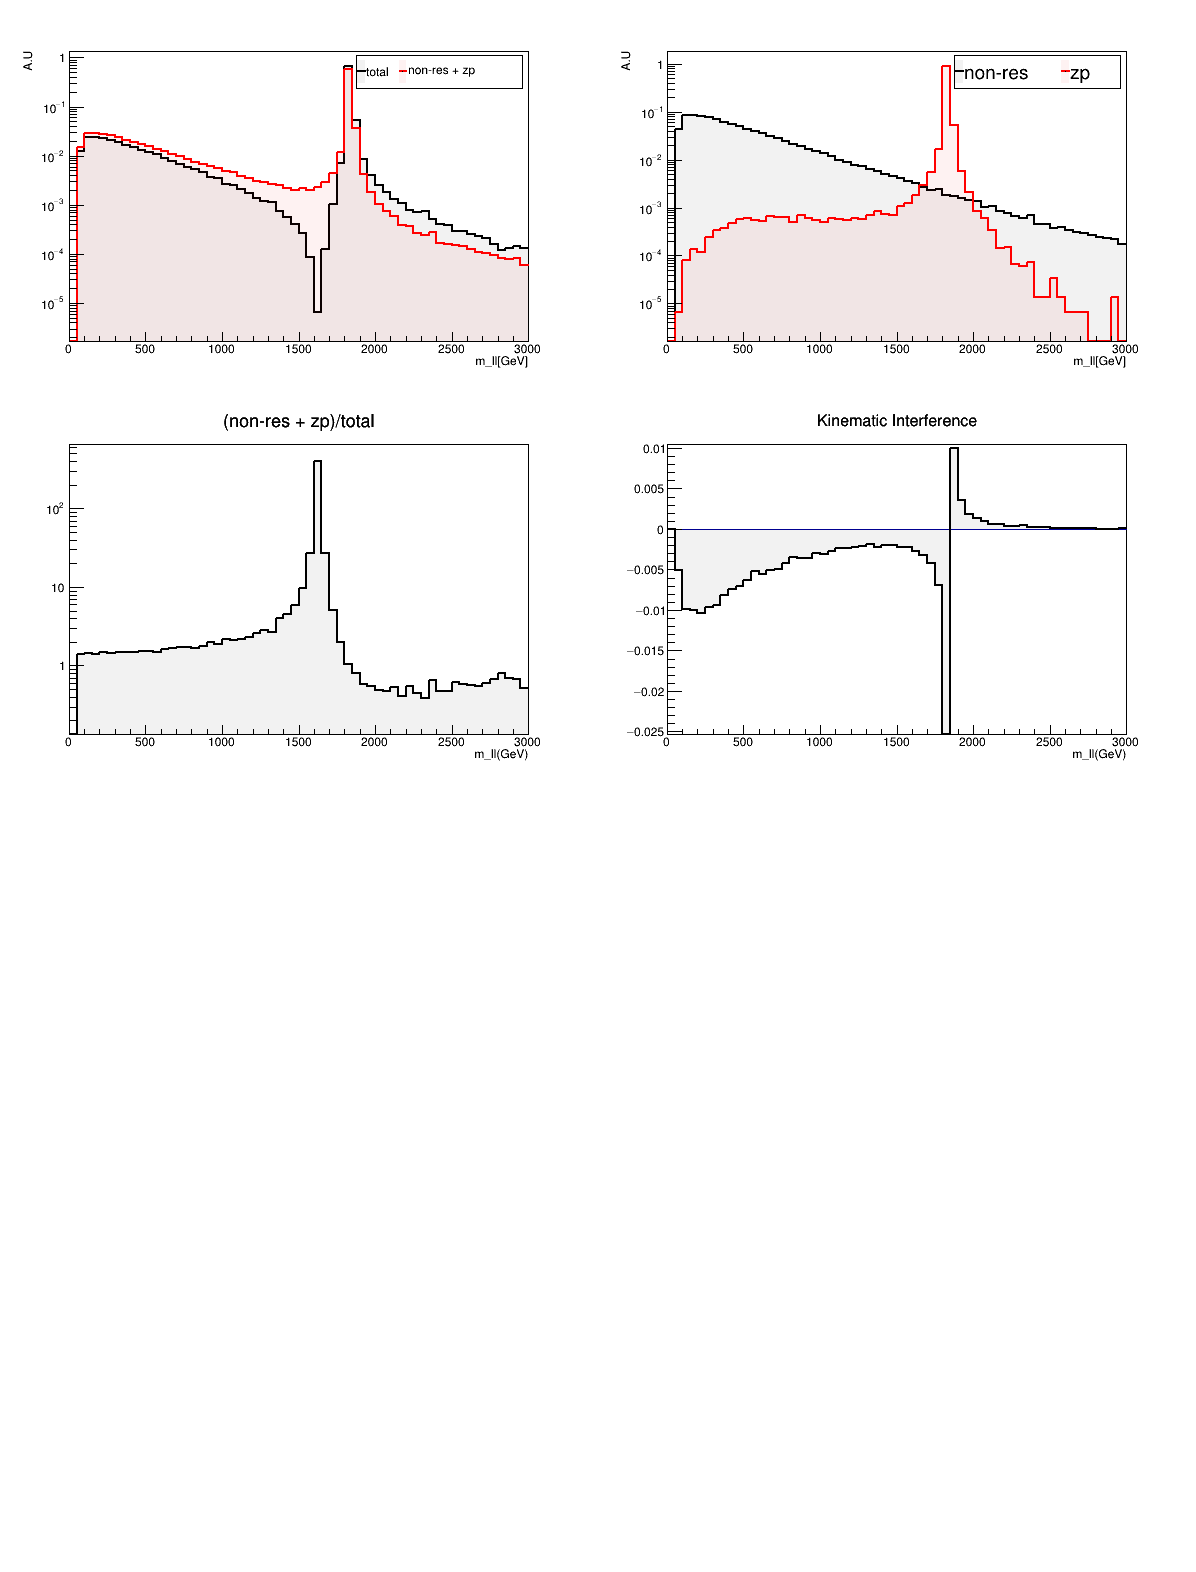 A.U
total non-res + zp
1
10⁻¹
10⁻²
10⁻³
10⁻⁴
10⁻⁵
0 500 1000 1500 2000 2500 3000
m_ll[GeV]
A.U
non-res zp
1
10⁻¹
10⁻²
10⁻³
10⁻⁴
10⁻⁵
0 500 1000 1500 2000 2500 3000
m_ll[GeV]
(non-res + zp)/total
10²
10
1
0 500 1000 1500 2000 2500 3000
m_ll(GeV)
Kinematic Interference
0.01
0.005
0
−0.005
−0.01
−0.015
−0.02
−0.025
0 500 1000 1500 2000 2500 3000
m_ll(GeV)